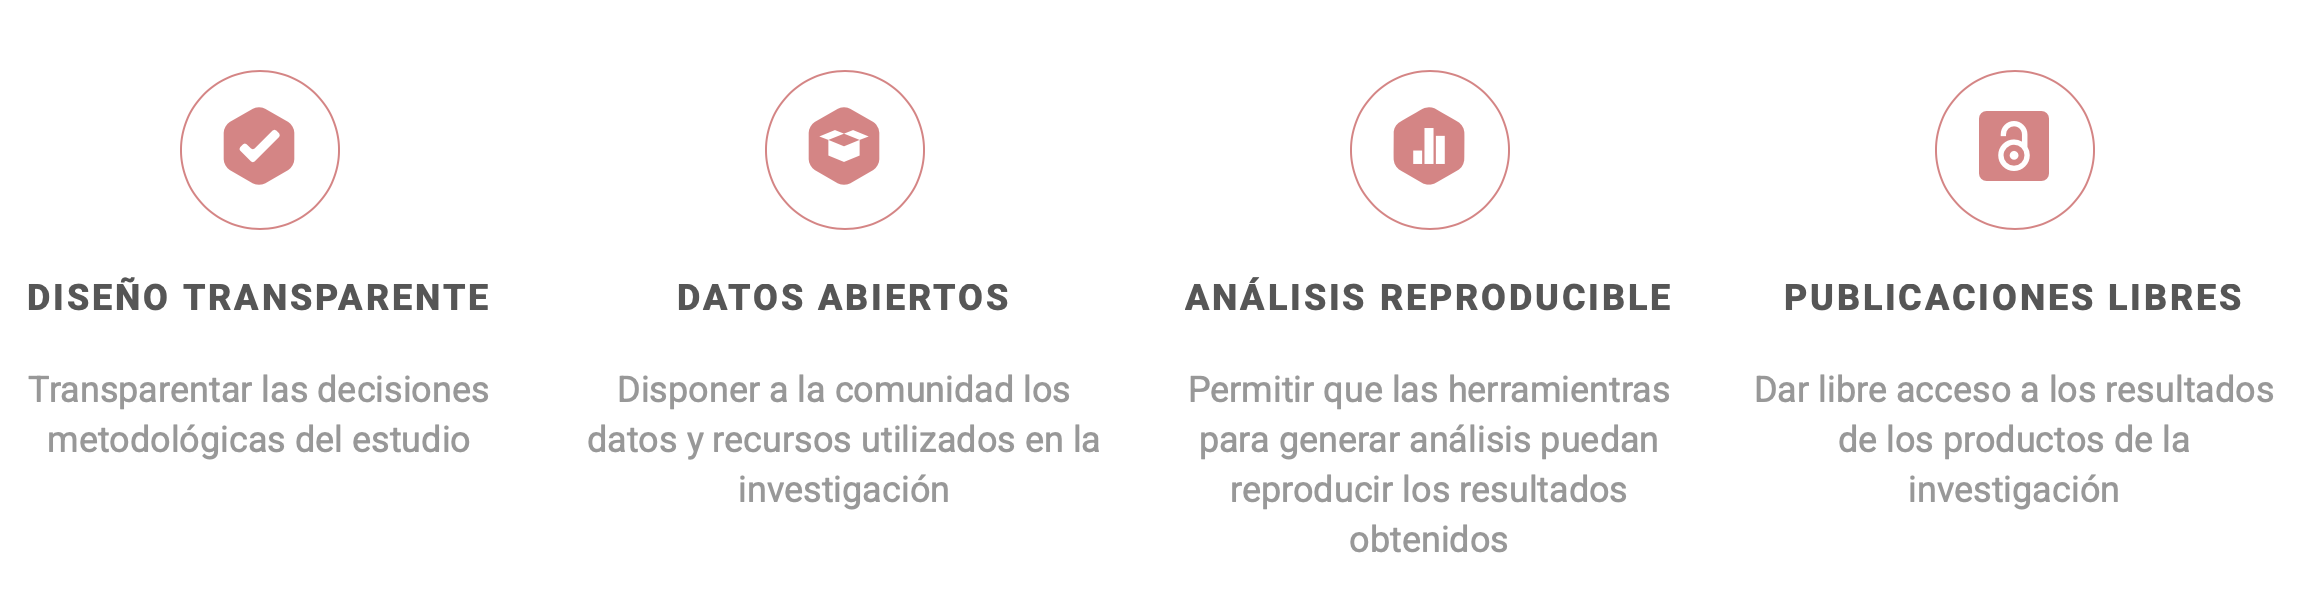 DISEÑO TRANSPARENTE
Transparentar las decisiones
metodológicas del estudio
DATOS ABIERTOS
Disponer a la comunidad los
datos y recursos utilizados en la
investigación
ANÁLISIS REPRODUCIBLE
Permitir que las herramientras
para generar análisis puedan
reproducir los resultados
obtenidos
PUBLICACIONES LIBRES
Dar libre acceso a los resultados
de los productos de la
investigación